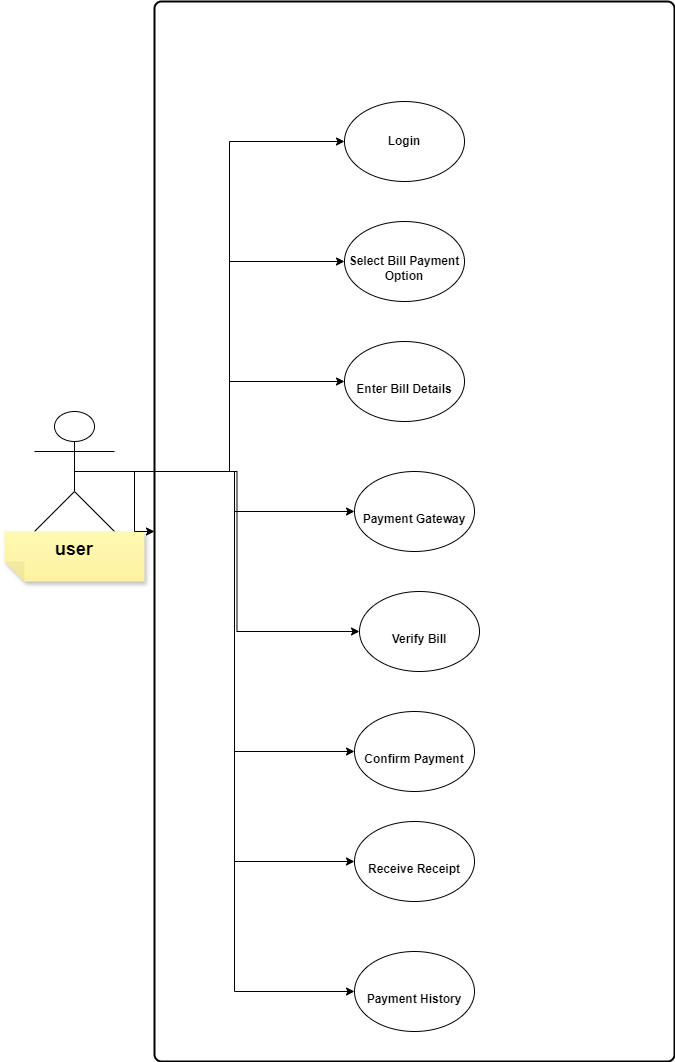 Login
Select Bill Payment
Option
Enter Bill Details
Payment Gateway
user
Verify Bill
Confirm Payment
Receive Receipt
Payment History